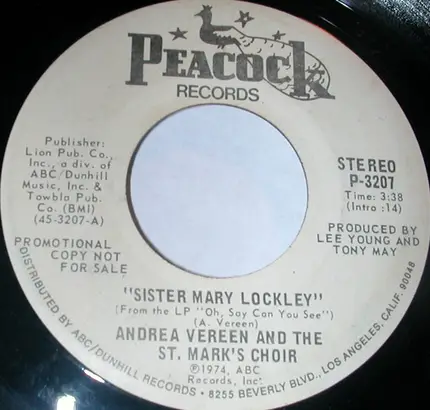 PEACOCK
RECORDS
Publisher:
Lion Pub. Co.,
Inc., a div. of
ABC/Dunhill
Music, Inc. &
Towbla Pub.
Co. (BMI)
(45-3207-A)
PROMOTIONAL
COPY NOT
FOR SALE
STEREO
P-3207
Time: 3:38
(Intro :14)
PRODUCED BY
LEE YOUNG AND
TONY MAY
"SISTER MARY LOCKLEY"
(From the LP "Oh, Say Can You See")
(A. Vereen)
ANDREA VEREEN AND THE
ST. MARK'S CHOIR
℗1974, ABC
Records, Inc.
DISTRIBUTED BY ABC/DUNHILL RECORDS • 8255 BEVERLY BLVD., LOS ANGELES, CALIF. 90048